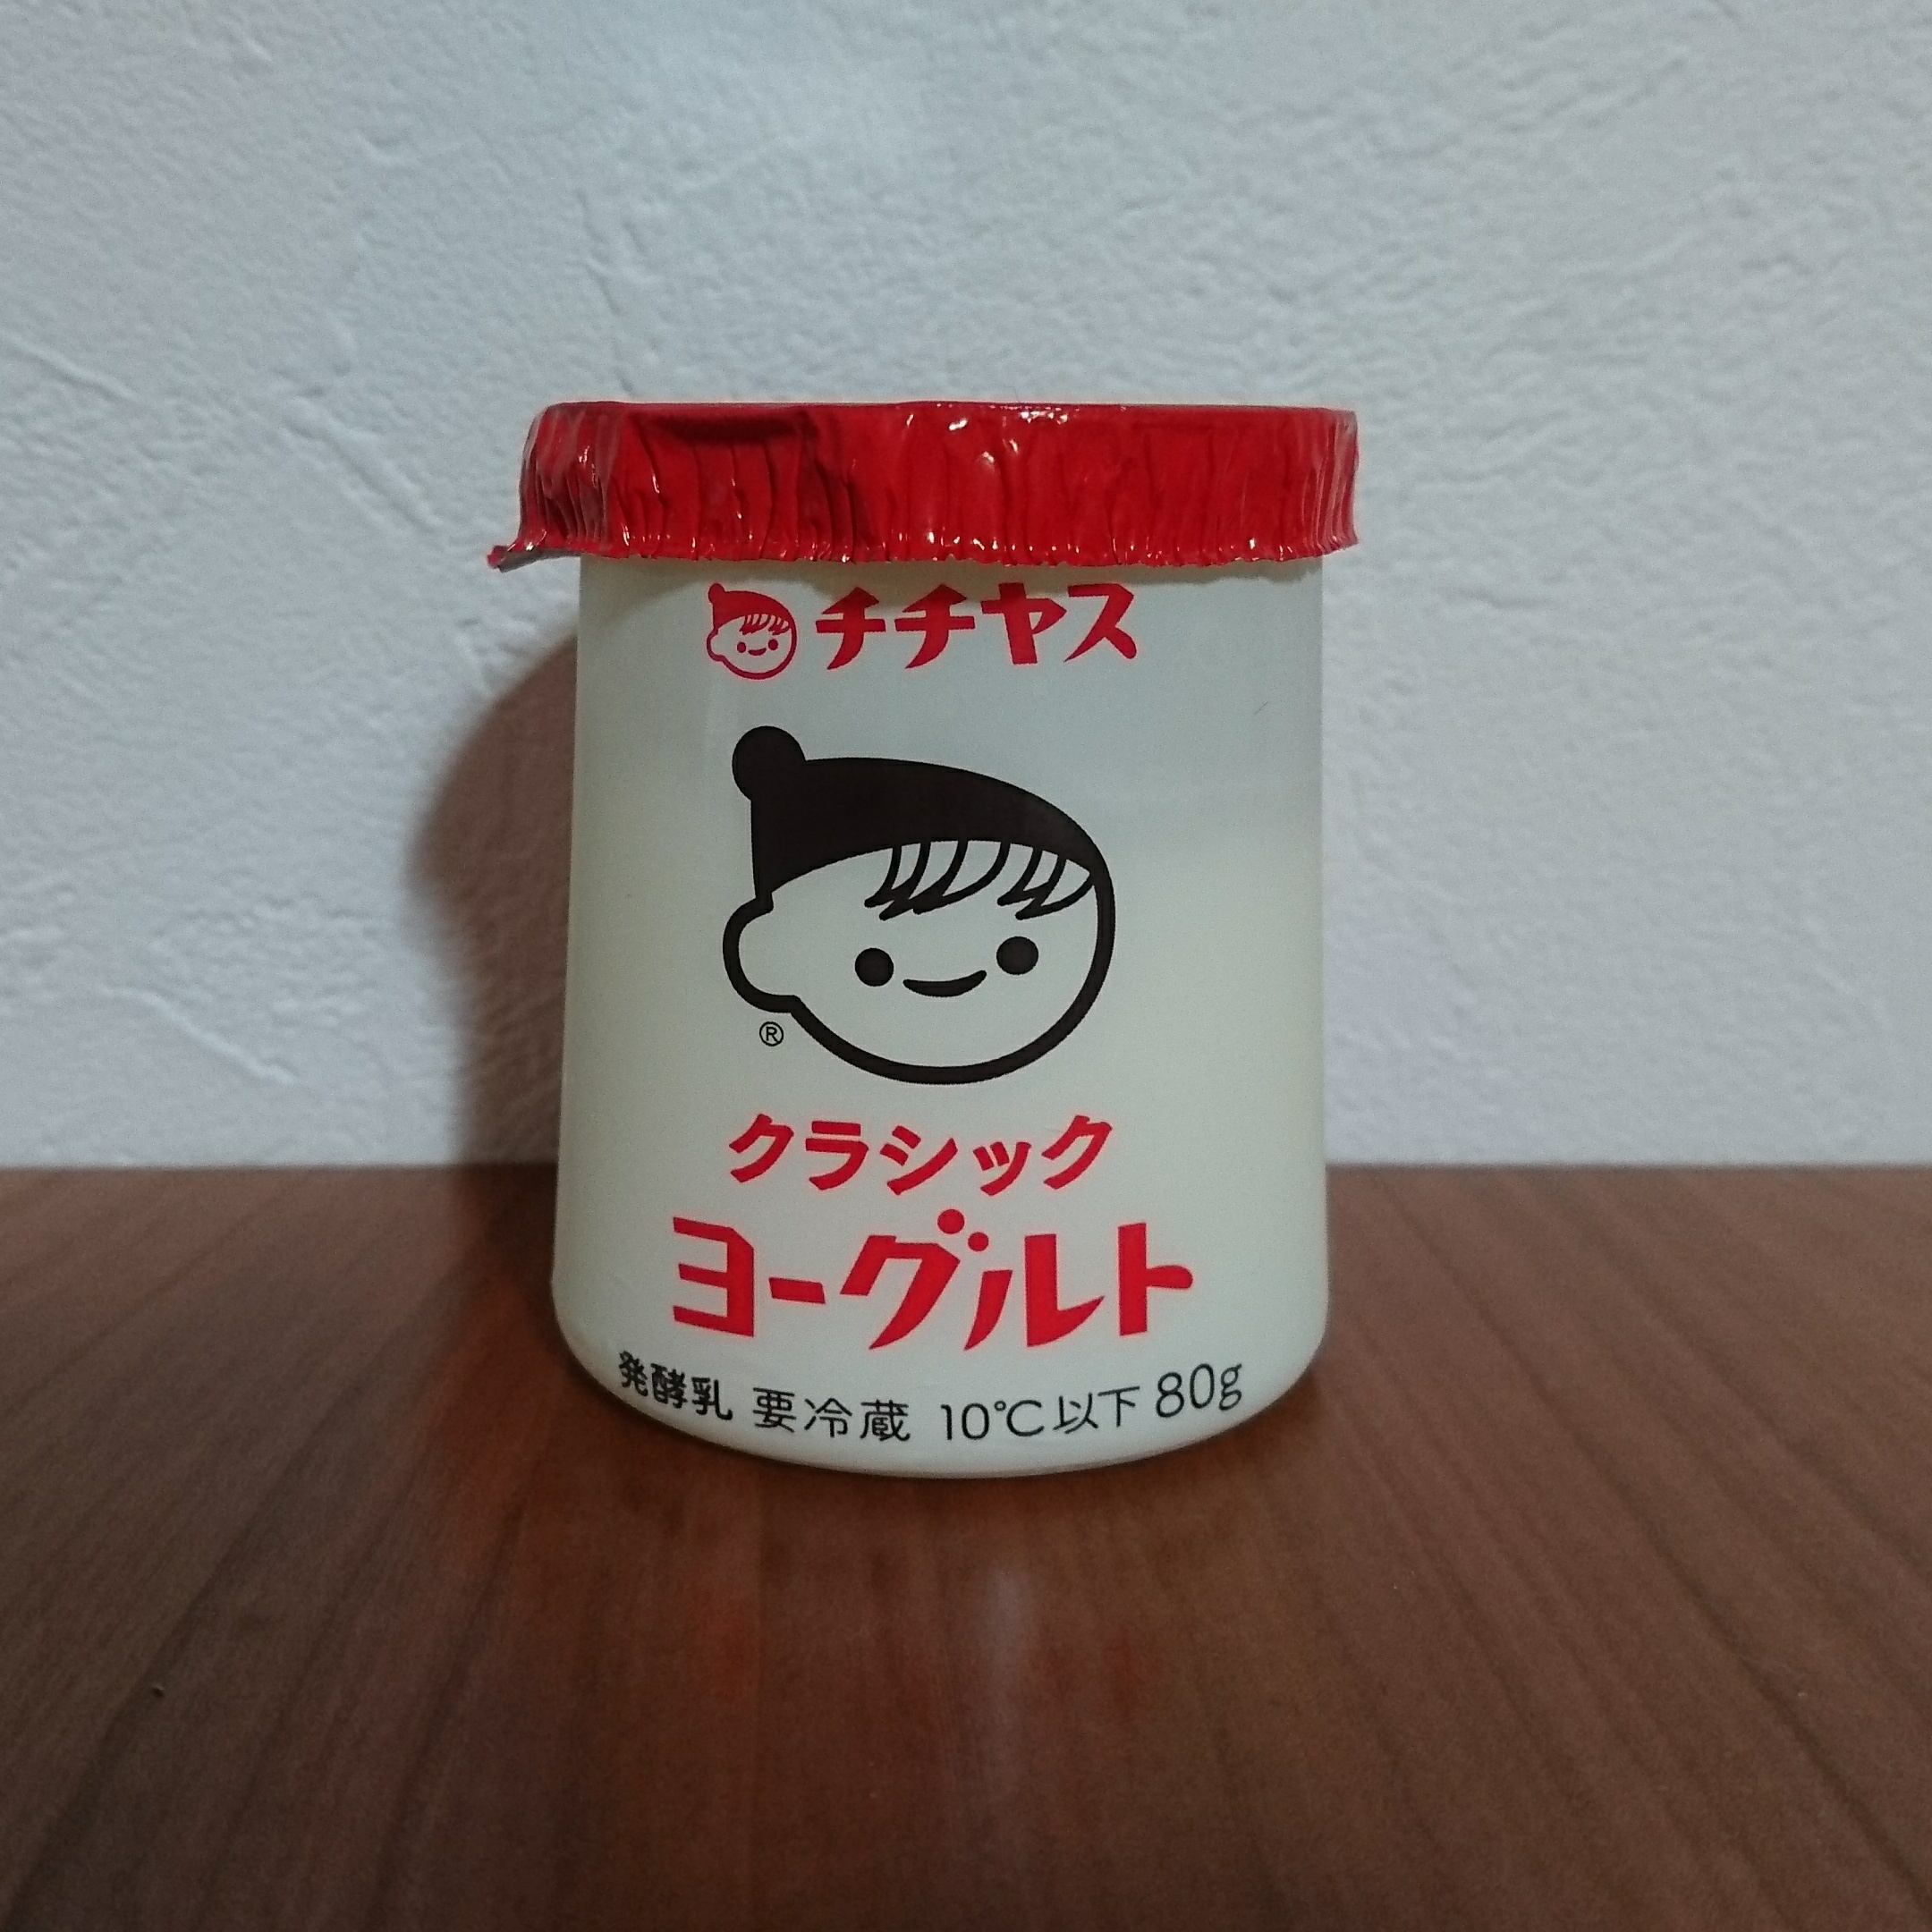 チチヤス
®
クラシック
ヨーグルト
発酵乳 要冷蔵 10℃以下 80g